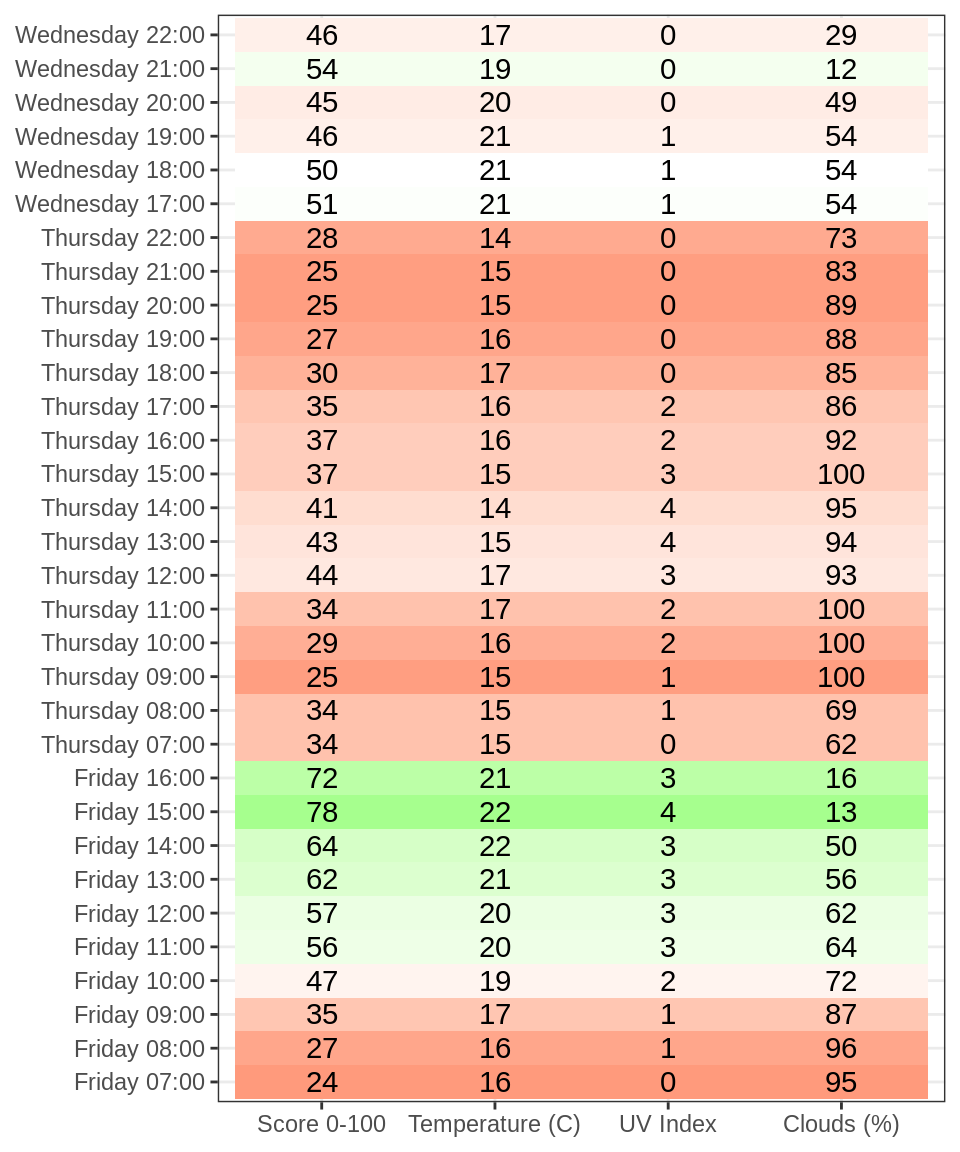 Wednesday 22:00 46 17 0 29
Wednesday 21:00 54 19 0 12
Wednesday 20:00 45 20 0 49
Wednesday 19:00 46 21 1 54
Wednesday 18:00 50 21 1 54
Wednesday 17:00 51 21 1 54
Thursday 22:00 28 14 0 73
Thursday 21:00 25 15 0 83
Thursday 20:00 25 15 0 89
Thursday 19:00 27 16 0 88
Thursday 18:00 30 17 0 85
Thursday 17:00 35 16 2 86
Thursday 16:00 37 16 2 92
Thursday 15:00 37 15 3 100
Thursday 14:00 41 14 4 95
Thursday 13:00 43 15 4 94
Thursday 12:00 44 17 3 93
Thursday 11:00 34 17 2 100
Thursday 10:00 29 16 2 100
Thursday 09:00 25 15 1 100
Thursday 08:00 34 15 1 69
Thursday 07:00 34 15 0 62
Friday 16:00 72 21 3 16
Friday 15:00 78 22 4 13
Friday 14:00 64 22 3 50
Friday 13:00 62 21 3 56
Friday 12:00 57 20 3 62
Friday 11:00 56 20 3 64
Friday 10:00 47 19 2 72
Friday 09:00 35 17 1 87
Friday 08:00 27 16 1 96
Friday 07:00 24 16 0 95
Score 0-100 Temperature (C) UV Index Clouds (%)